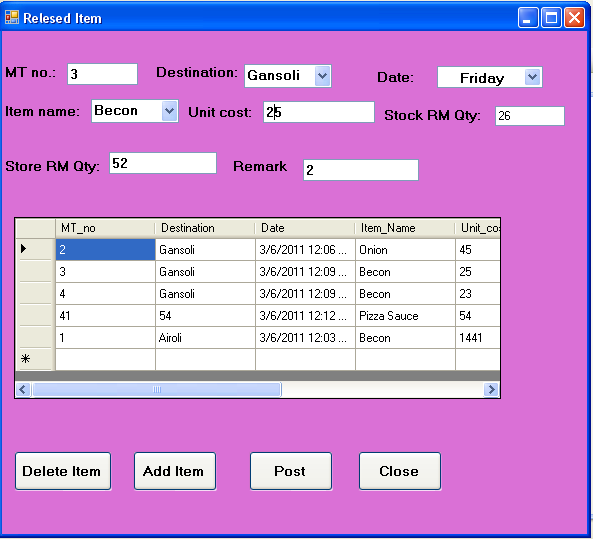 Relesed Item
MT no.: 3 Destination: Gansoli Date: Friday
Item name: Becon Unit cost: 25 Stock RM Qty: 26
Store RM Qty: 52 Remark 2
MT_no Destination Date Item_Name Unit_co
2 Gansoli 3/6/2011 12:06 ... Onion 45
3 Gansoli 3/6/2011 12:09 ... Becon 25
4 Gansoli 3/6/2011 12:09 ... Becon 23
41 54 3/6/2011 12:12 ... Pizza Sauce 54
1 Airoli 3/6/2011 12:03 ... Becon 1441
Delete Item Add Item Post Close